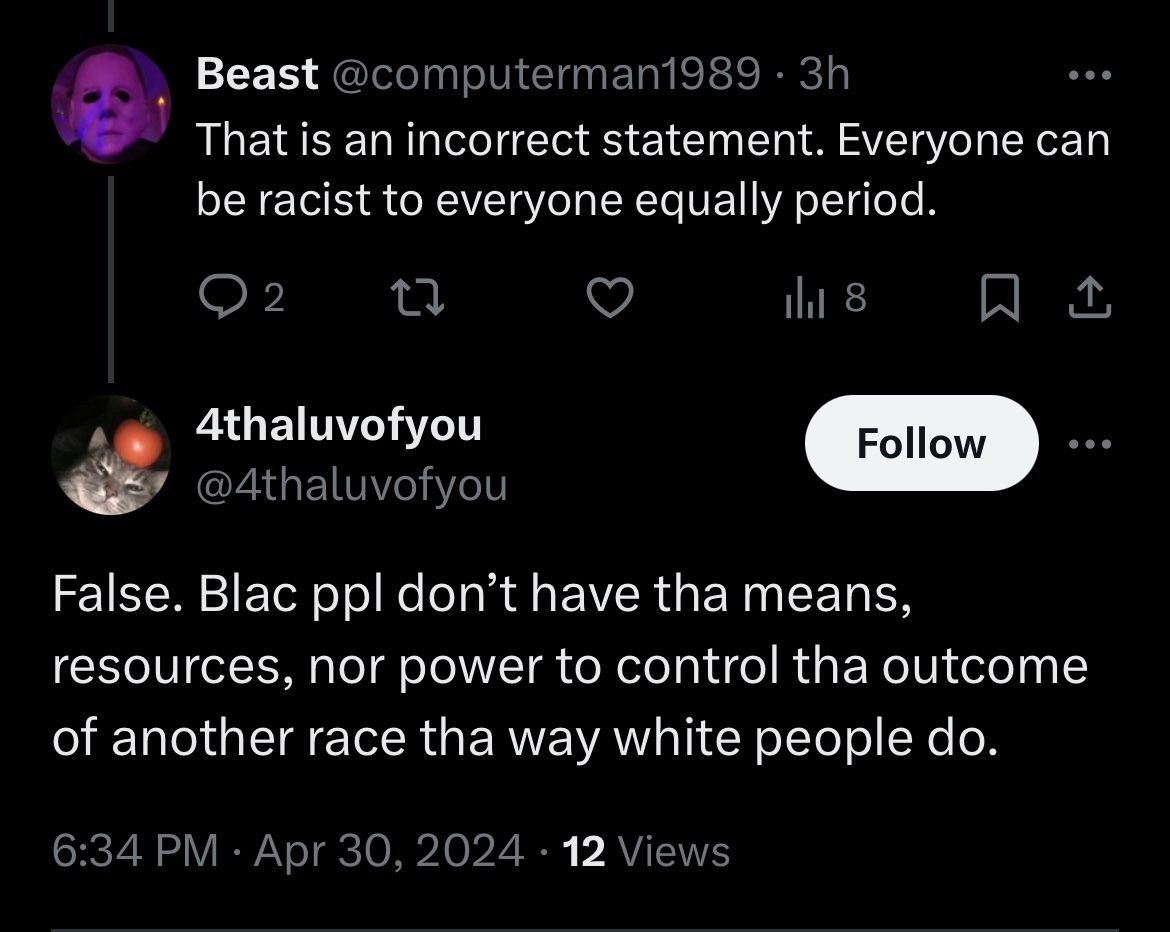 Beast @computerman1989 · 3h
That is an incorrect statement. Everyone can
be racist to everyone equally period.
2 8
4thaluvofyou
Follow
@4thaluvofyou
False. Blac ppl don’t have tha means,
resources, nor power to control tha outcome
of another race tha way white people do.
6:34 PM · Apr 30, 2024 · 12 Views